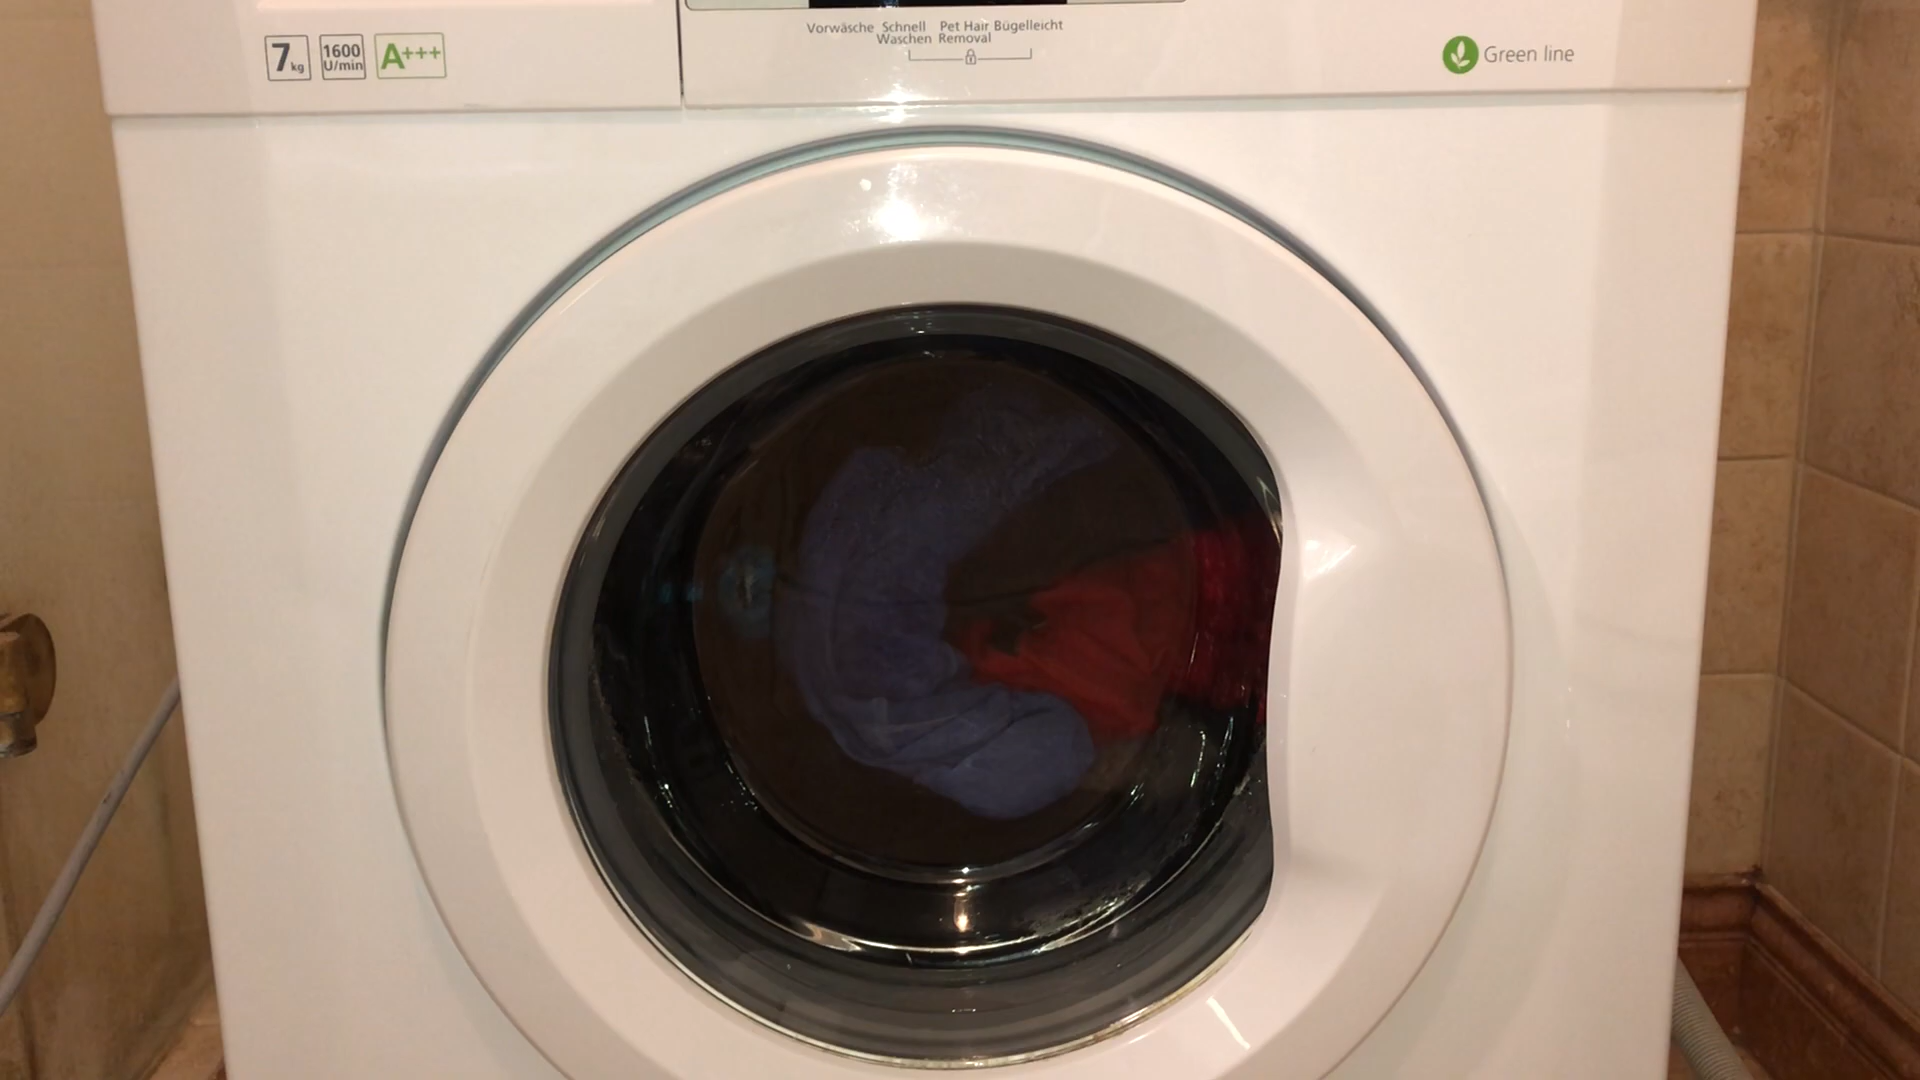 7kg
1600
U/min
A+++
Vorwäsche Schnell Pet Hair Bügelleicht
Waschen Removal
Green line